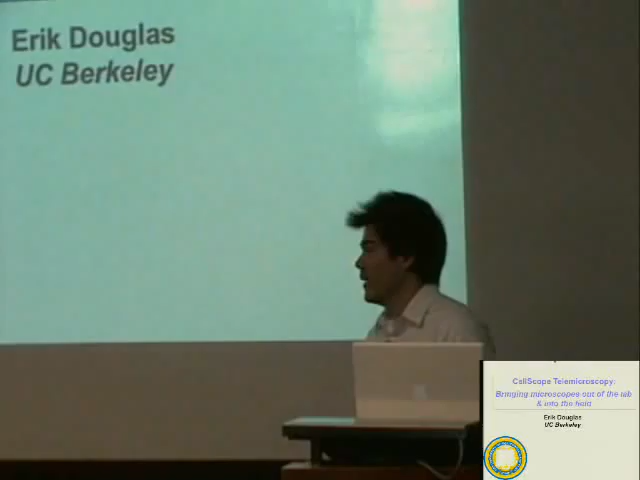 Erik Douglas
UC Berkeley
CellScope Telemicroscopy:
Bringing microscopes out of the lab
& into the field
Erik Douglas
UC Berkeley